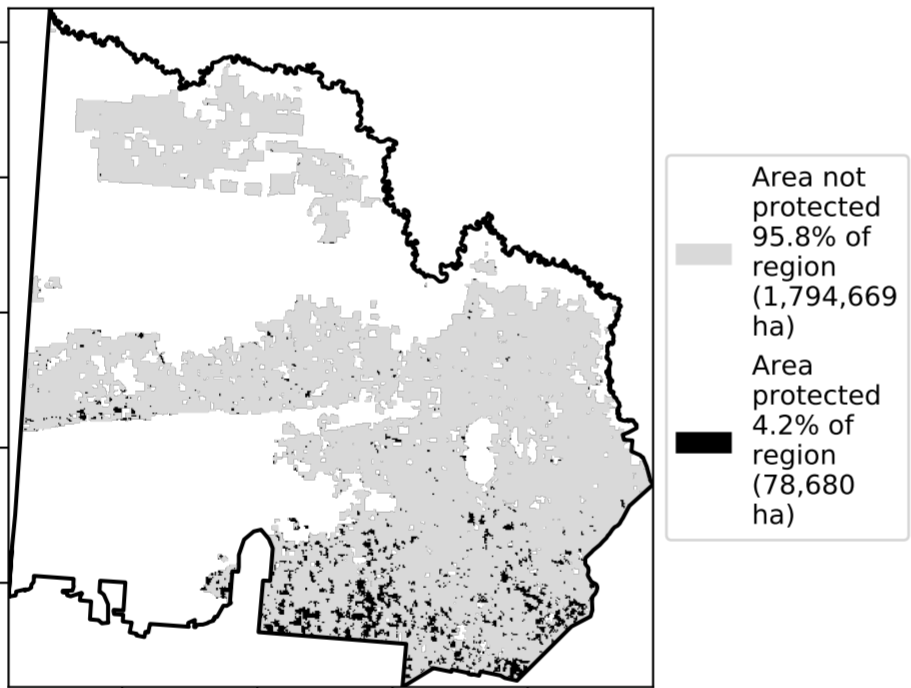 Area not
protected
95.8% of
region
(1,794,669
ha)
Area
protected
4.2% of
region
(78,680
ha)